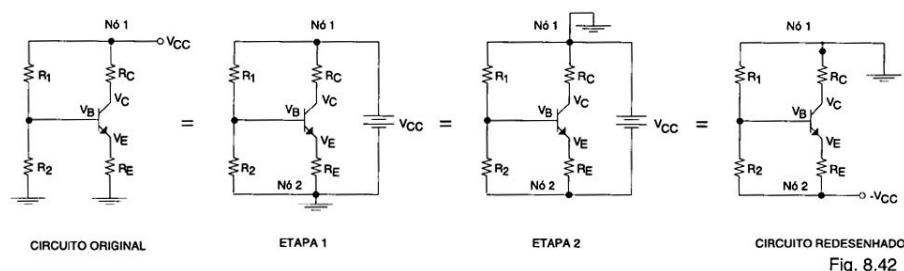 Nó 1
VCC
R1
RC
VC
VB
VE
R2
RE
CIRCUITO ORIGINAL
=
Nó 1
R1
RC
VC
VB
VCC
VE
R2
RE
Nó 2
ETAPA 1
=
Nó 1
R1
RC
VC
VB
VCC
VE
R2
RE
Nó 2
ETAPA 2
=
Nó 1
R1
RC
VC
VB
VE
R2
RE
Nó 2
-VCC
CIRCUITO REDESENHADO
Fig. 8.42